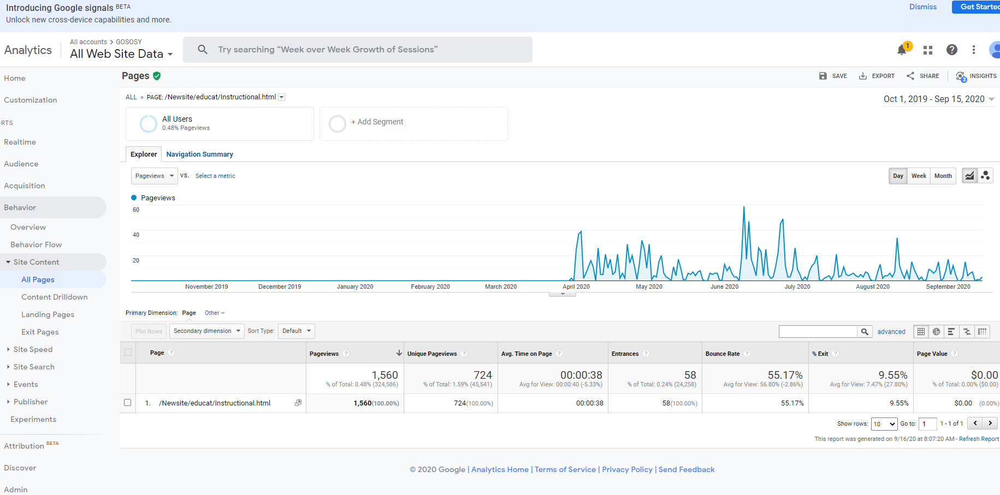 Introducing Google signals BETA
Dismiss
Get Started
Unlock new cross-device capabilities and more.
Analytics
All accounts > GOSOSY
All Web Site Data
Try searching “Week over Week Growth of Sessions”
1
Home
Customization
RTS
Realtime
Audience
Acquisition
Behavior
Overview
Behavior Flow
Site Content
All Pages
Content Drilldown
Landing Pages
Exit Pages
Site Speed
Site Search
Events
Publisher
Experiments
Attribution BETA
Discover
Admin
Pages
SAVE EXPORT SHARE 3 INSIGHTS
ALL » PAGE: /Newsite/educat/Instructional.html
Oct 1, 2019 - Sep 15, 2020
All Users
0.48% Pageviews
+ Add Segment
Explorer Navigation Summary
Pageviews VS. Select a metric
Day Week Month
Pageviews
60
40
20
November 2019 December 2019 January 2020 February 2020 March 2020 April 2020 May 2020 June 2020 July 2020 August 2020 September 2020
Primary Dimension: Page Other
Plot Rows Secondary dimension Sort Type: Default
advanced
Page ? Pageviews ? Unique Pageviews ? Avg. Time on Page ? Entrances ? Bounce Rate ? % Exit ? Page Value ?
1,560 724 00:00:38 58 55.17% 9.55% $0.00
% of Total: 0.48% (324,586) % of Total: 1.59% (45,541) Avg for View: 00:00:40 (-5.33%) % of Total: 0.24% (24,258) Avg for View: 56.80% (-2.86%) Avg for View: 7.47% (27.80%) % of Total: 0.00% ($0.00)
1. /Newsite/educat/Instructional.html 1,560(100.00%) 724(100.00%) 00:00:38 58(100.00%) 55.17% 9.55% $0.00 (0.00%)
Show rows: 10 Go to: 1 1 - 1 of 1
This report was generated on 9/16/20 at 8:07:20 AM - Refresh Report
© 2020 Google | Analytics Home | Terms of Service | Privacy Policy | Send Feedback